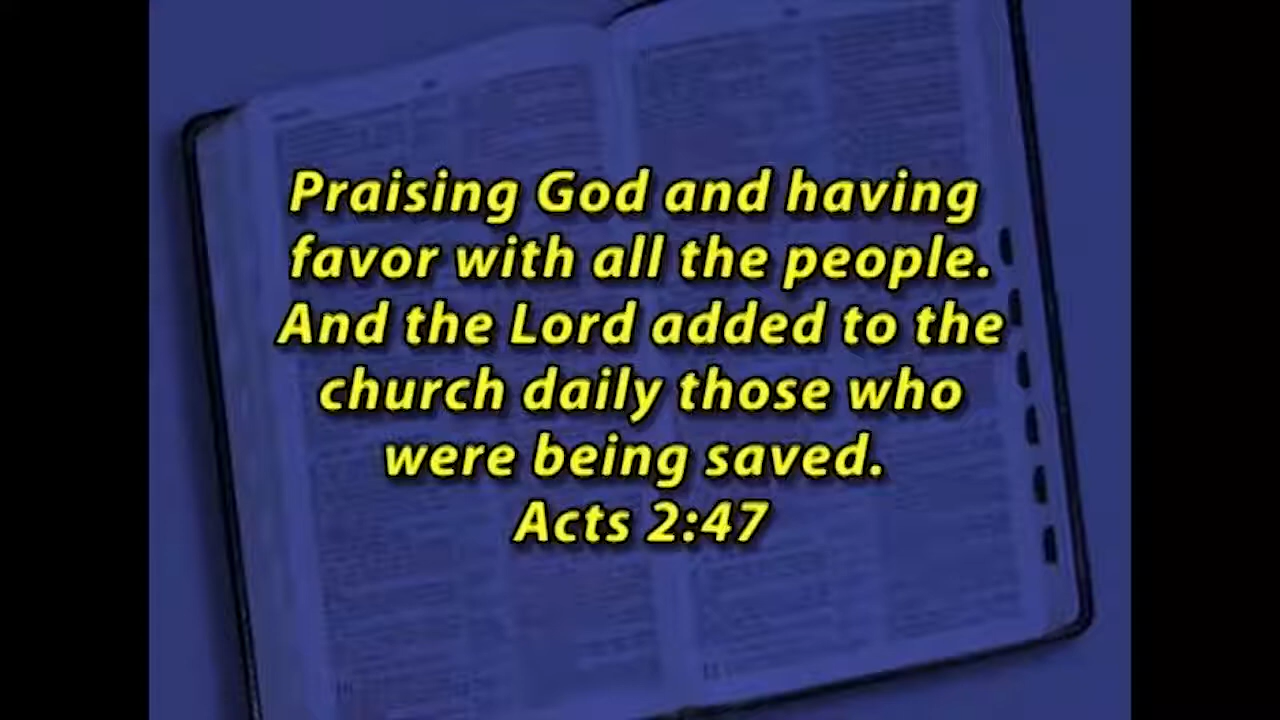 Praising God and having
favor with all the people.
And the Lord added to the
church daily those who
were being saved.
Acts 2:47